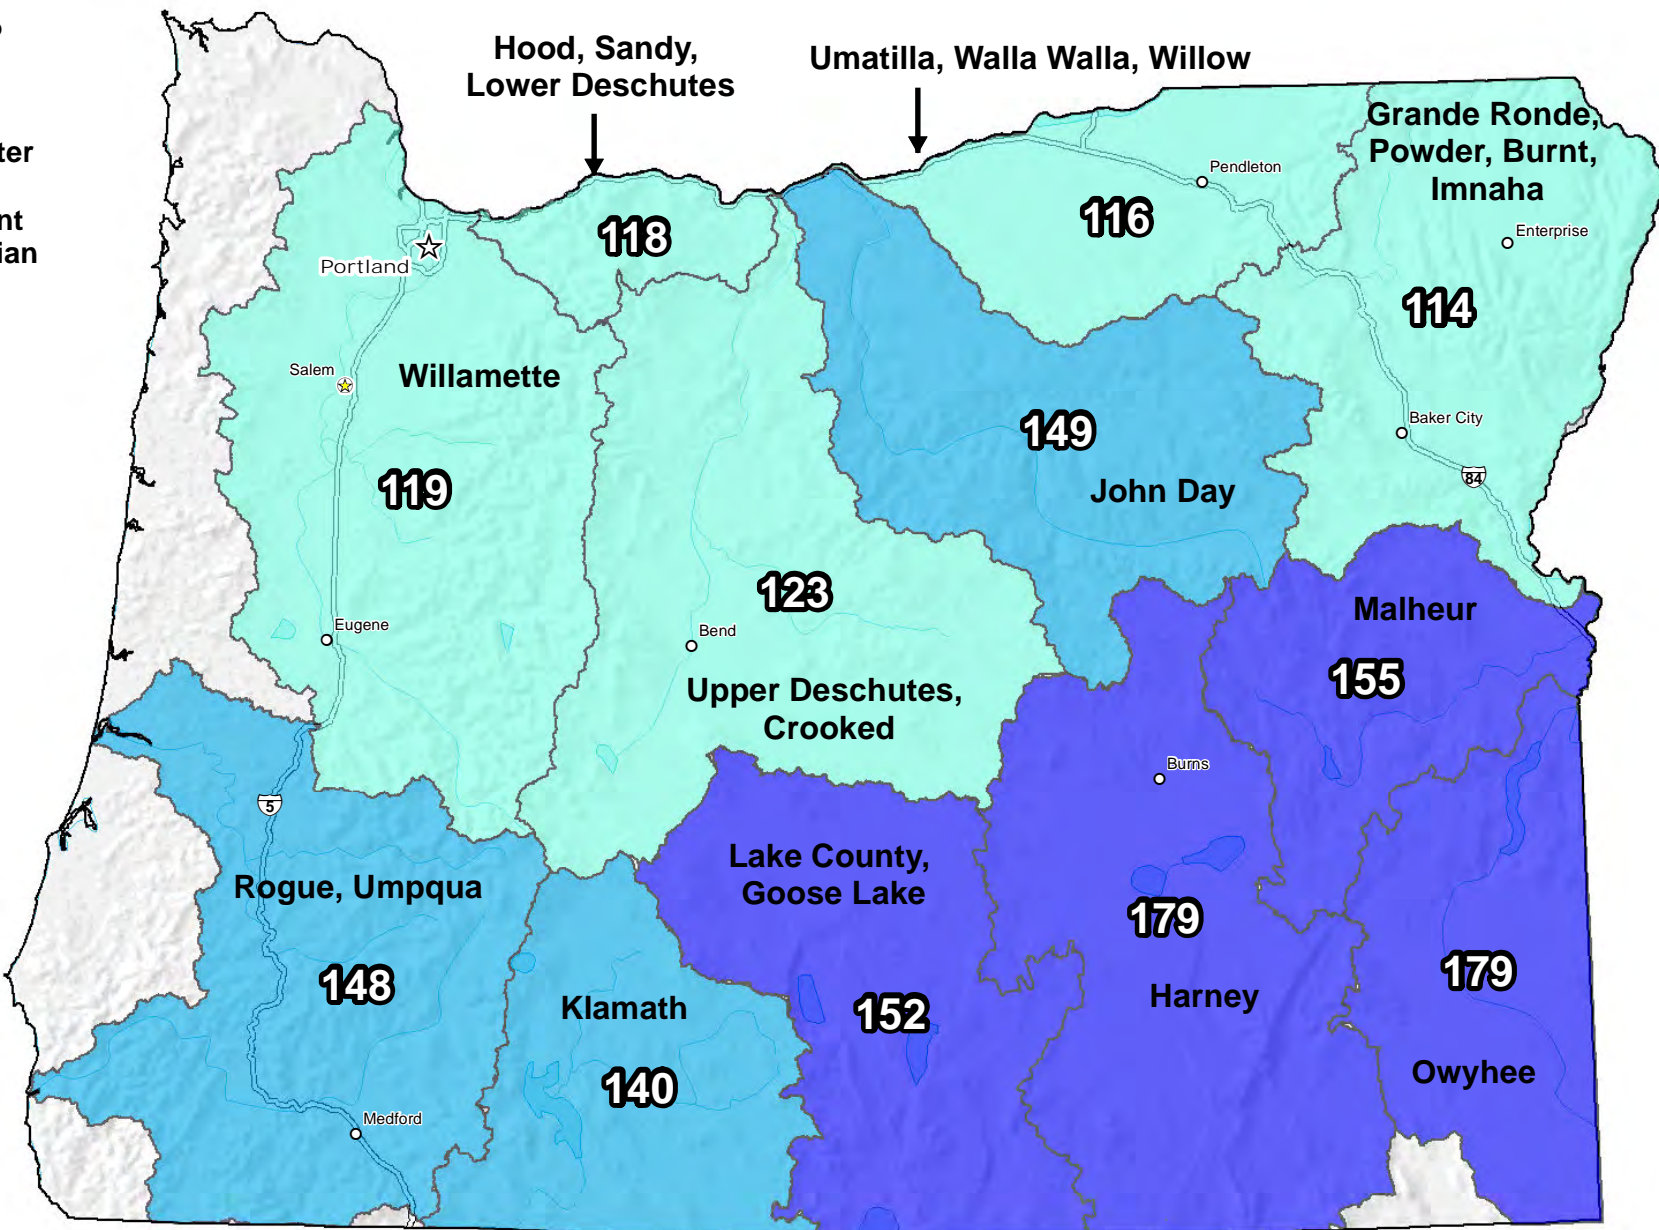 Hood, Sandy,
Lower Deschutes
Umatilla, Walla Walla, Willow
Grande Ronde,
Powder, Burnt,
Imnaha
Pendleton
Enterprise
118
116
114
Portland
Salem
Willamette
119
149
John Day
Baker City
84
123
Bend
Eugene
Upper Deschutes,
Crooked
Malheur
155
Burns
5
Rogue, Umpqua
148
Lake County,
Goose Lake
179
Harney
179
Owyhee
Klamath
140
152
Medford